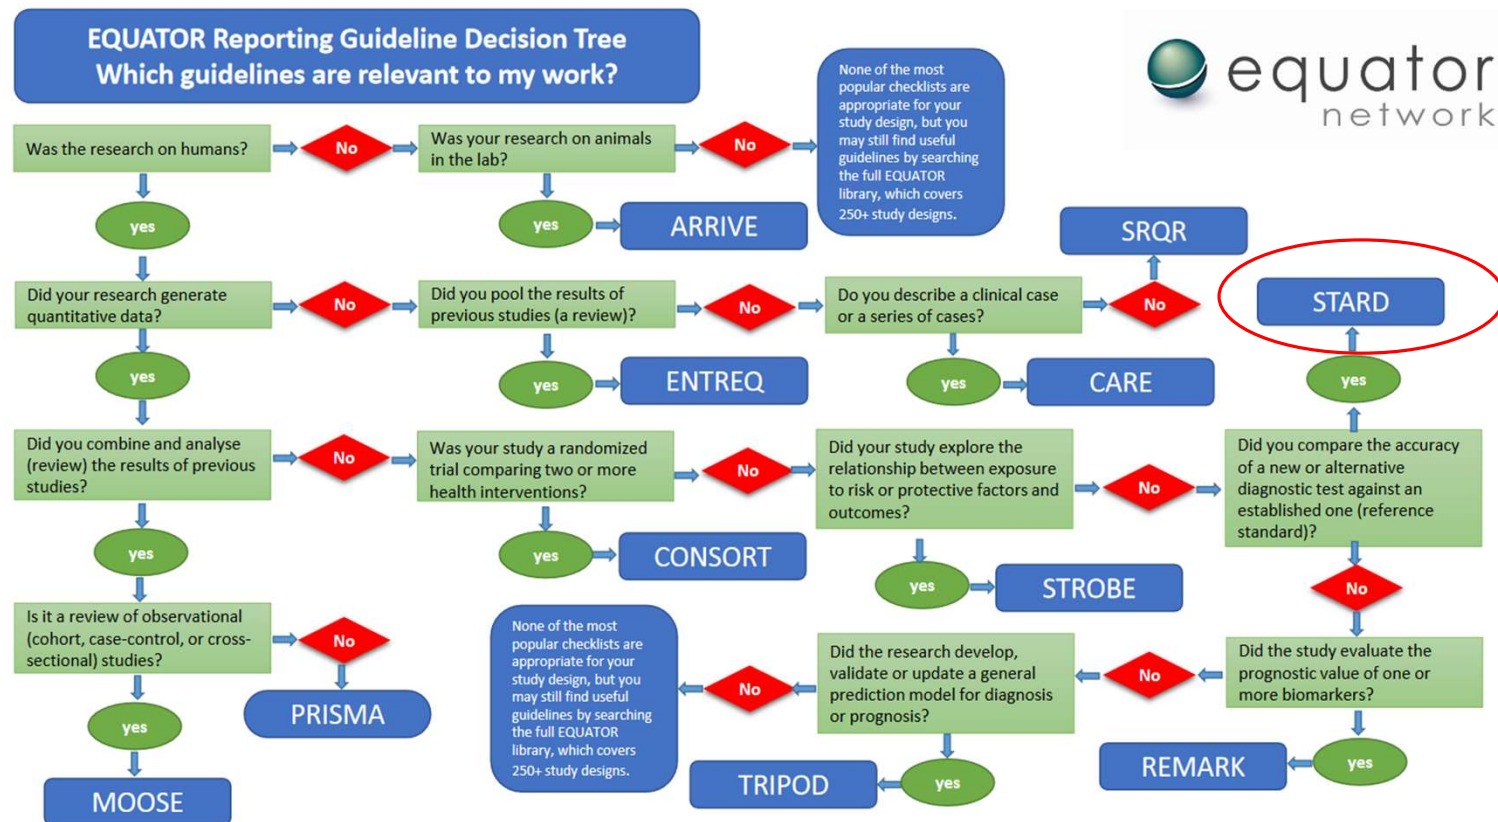 EQUATOR Reporting Guideline Decision Tree
Which guidelines are relevant to my work?
None of the most
popular checklists are
appropriate for your
study design, but you
may still find useful
guidelines by searching
the full EQUATOR
library, which covers
250+ study designs.
equator
network
Was the research on humans?
No
Was your research on animals
in the lab?
No
yes
yes
ARRIVE
SRQR
Did your research generate
quantitative data?
No
Did you pool the results of
previous studies (a review)?
No
Do you describe a clinical case
or a series of cases?
No
STARD
yes
yes
ENTREQ
yes
CARE
yes
Did you combine and analyse
(review) the results of previous
studies?
No
Was your study a randomized
trial comparing two or more
health interventions?
No
Did your study explore the
relationship between exposure
to risk or protective factors and
outcomes?
No
Did you compare the accuracy
of a new or alternative
diagnostic test against an
established one (reference
standard)?
yes
yes
CONSORT
yes
STROBE
No
Is it a review of observational
(cohort, case-control, or cross-
sectional) studies?
No
None of the most
popular checklists are
appropriate for your
study design, but you
may still find useful
guidelines by searching
the full EQUATOR
library, which covers
250+ study designs.
No
Did the research develop,
validate or update a general
prediction model for diagnosis
or prognosis?
No
Did the study evaluate the
prognostic value of one or
more biomarkers?
yes
PRISMA
MOOSE
TRIPOD
yes
REMARK
yes